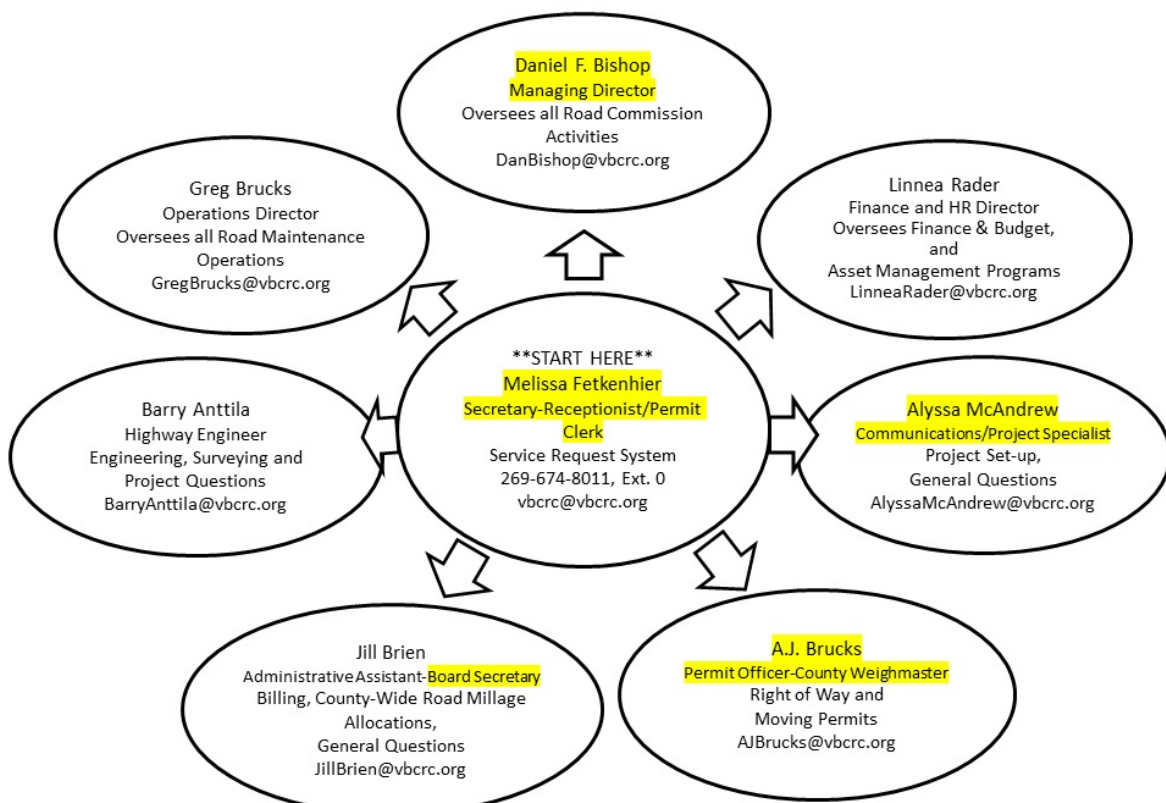 Daniel F. Bishop
Managing Director
Oversees all Road Commission
Activities
DanBishop@vbcrc.org
Greg Brucks
Operations Director
Oversees all Road Maintenance
Operations
GregBrucks@vbcrc.org
Linnea Rader
Finance and HR Director
Oversees Finance & Budget,
and
Asset Management Programs
LinneaRader@vbcrc.org
**START HERE**
Melissa Fetkenhier
Secretary-Receptionist/Permit
Clerk
Service Request System
269-674-8011, Ext. 0
vbcrc@vbcrc.org
Barry Anttila
Highway Engineer
Engineering, Surveying and
Project Questions
BarryAnttila@vbcrc.org
Alyssa McAndrew
Communications/Project Specialist
Project Set-up,
General Questions
AlyssaMcAndrew@vbcrc.org
Jill Brien
Administrative Assistant-Board Secretary
Billing, County-Wide Road Millage
Allocations,
General Questions
JillBrien@vbcrc.org
A.J. Brucks
Permit Officer-County Weighmaster
Right of Way and
Moving Permits
AJBrucks@vbcrc.org